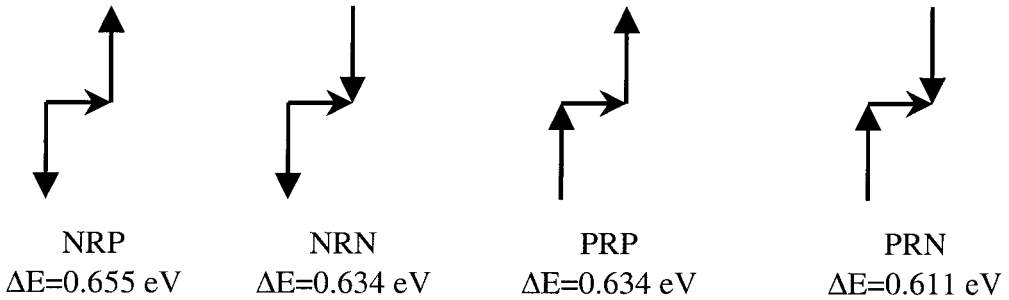 NRP
ΔE=0.655 eV
NRN
ΔE=0.634 eV
PRP
ΔE=0.634 eV
PRN
ΔE=0.611 eV